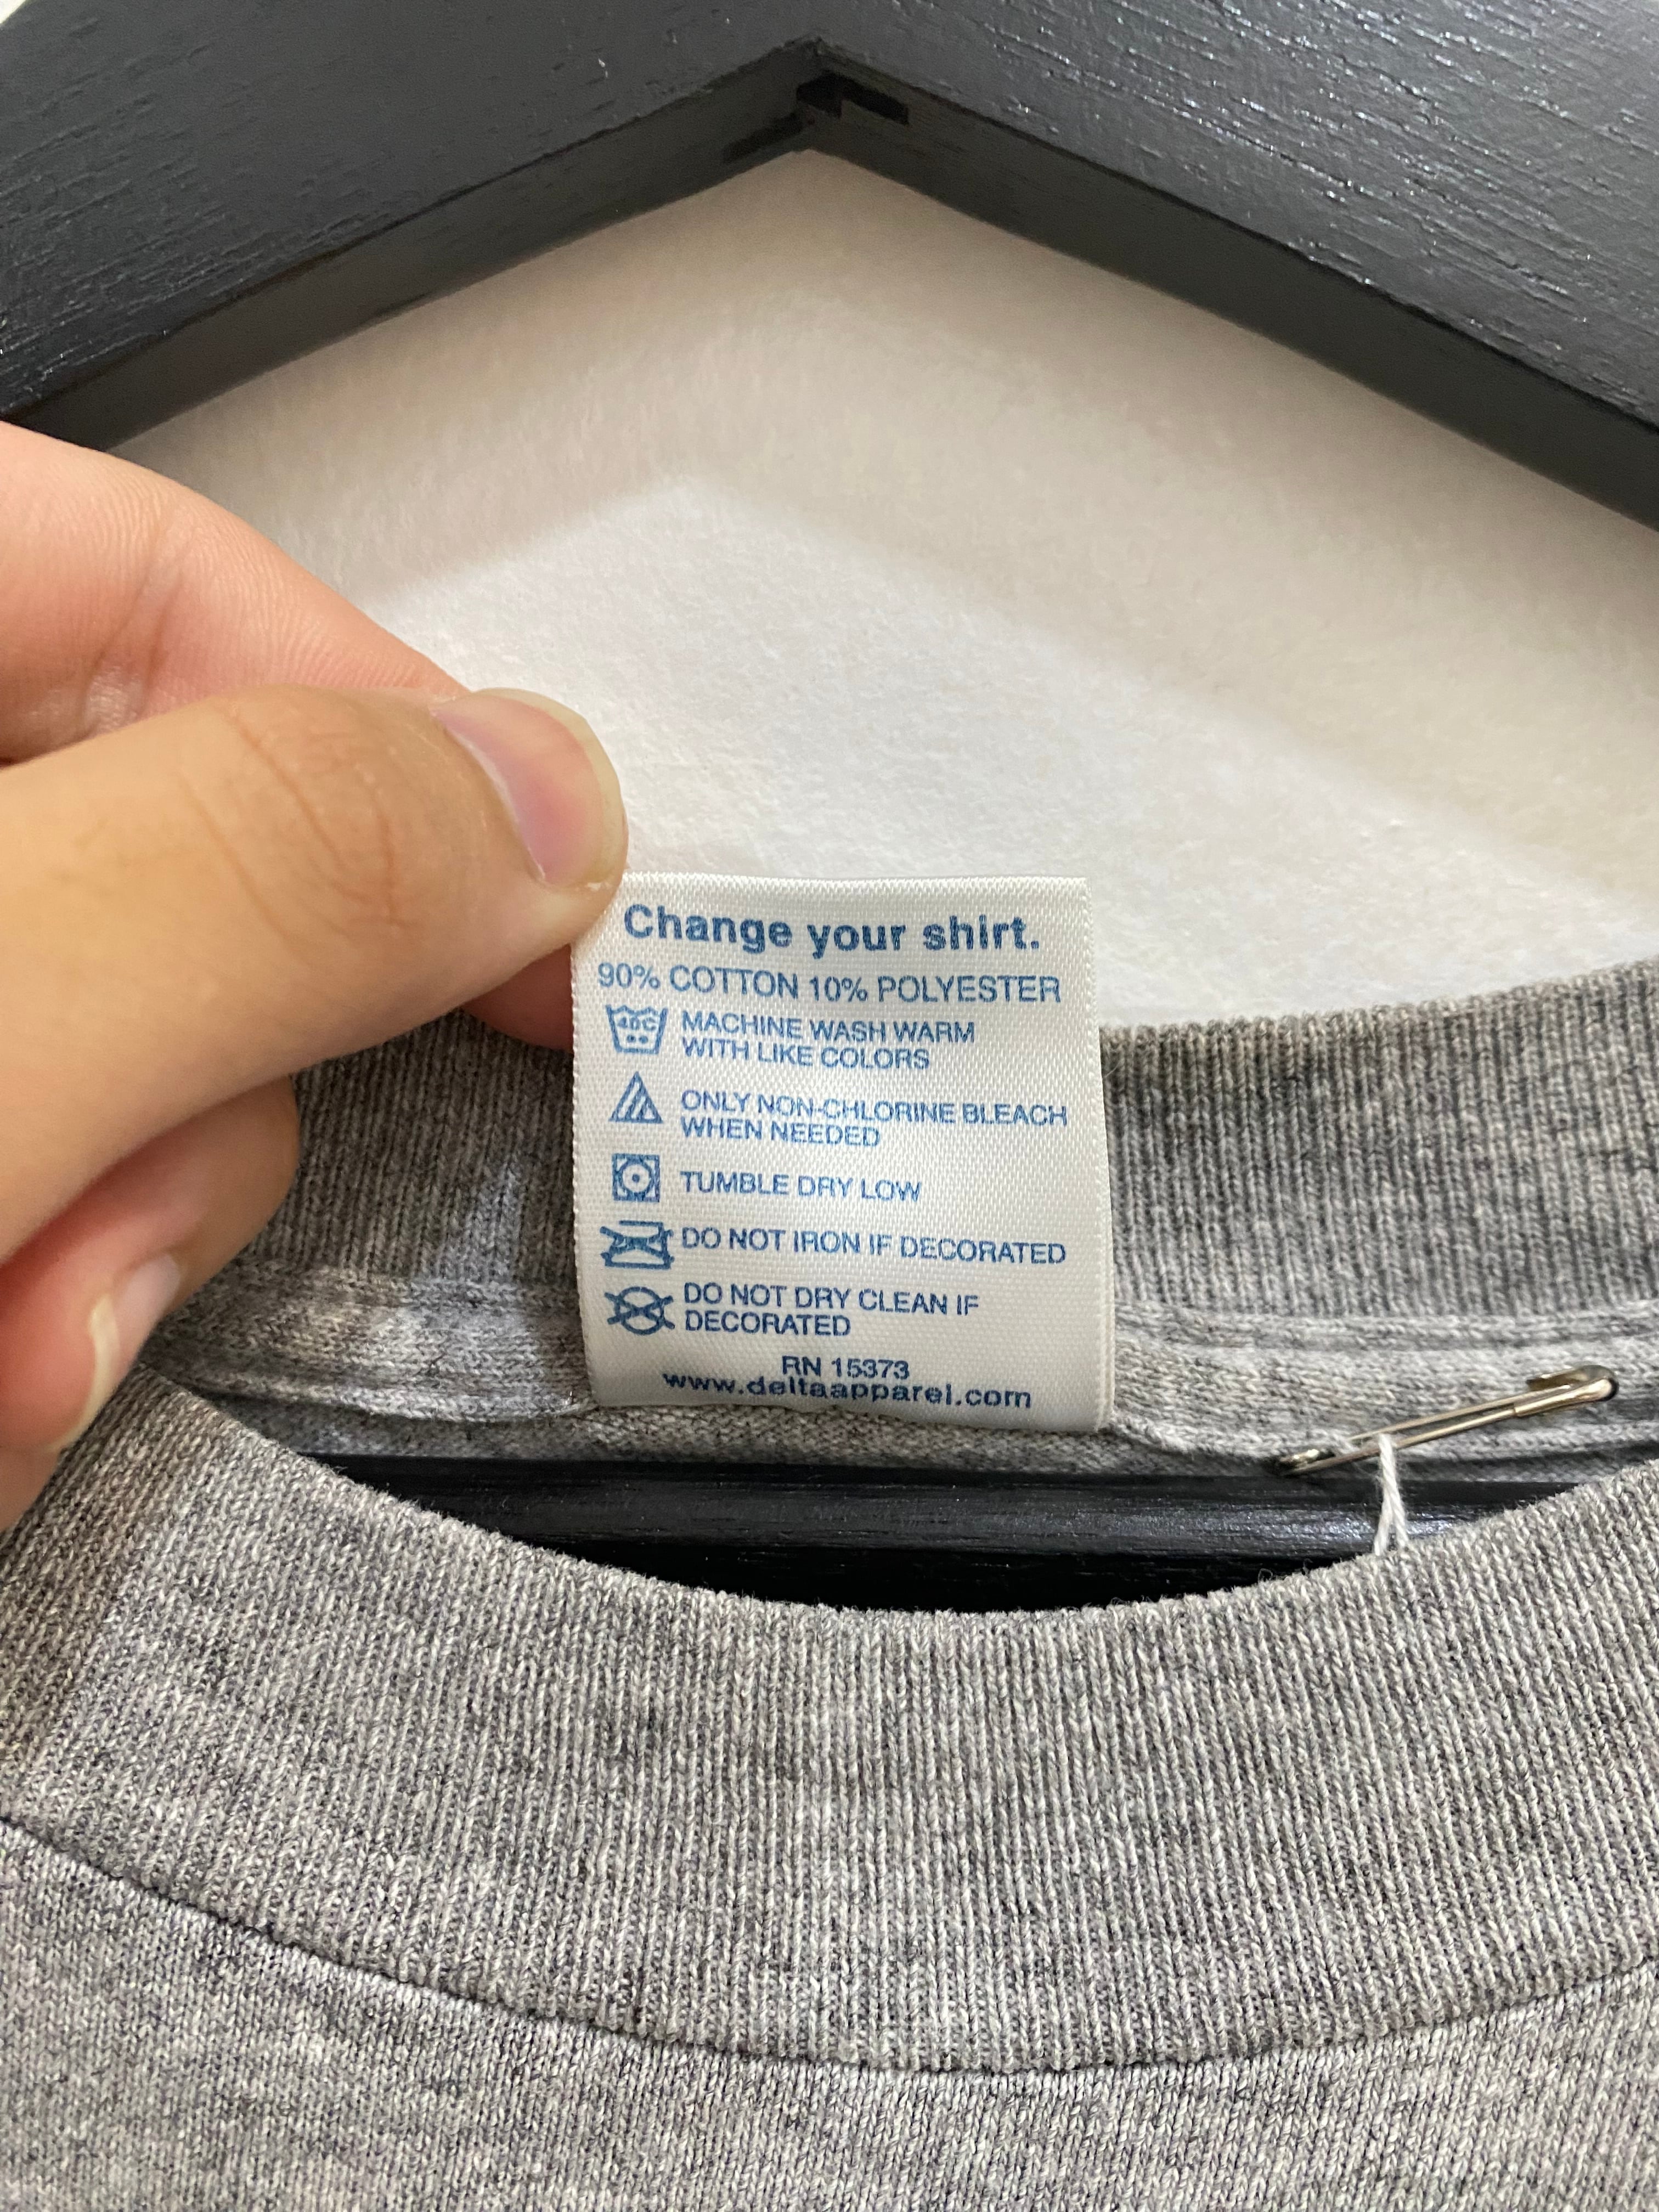 Change your shirt.
90% COTTON 10% POLYESTER
40C
MACHINE WASH WARM
WITH LIKE COLORS
ONLY NON-CHLORINE BLEACH
WHEN NEEDED
TUMBLE DRY LOW
DO NOT IRON IF DECORATED
DO NOT DRY CLEAN IF
DECORATED
RN 15373
www.deltaapparel.com